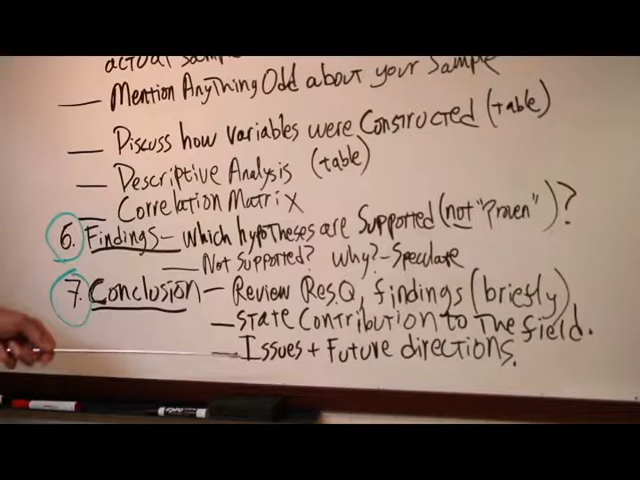 actual sample
— Mention Anything Odd about your Sample
— Discuss how variables were Constructed (table)
— Descriptive Analysis (table)
— Correlation Matrix
6. Findings – which hypotheses are Supported (not "Proven")?
— Not Supported? why? – Speculate
7. Conclusion – Review Res.Q, findings (briefly)
— State Contribution to The field.
— Issues + Future directions.